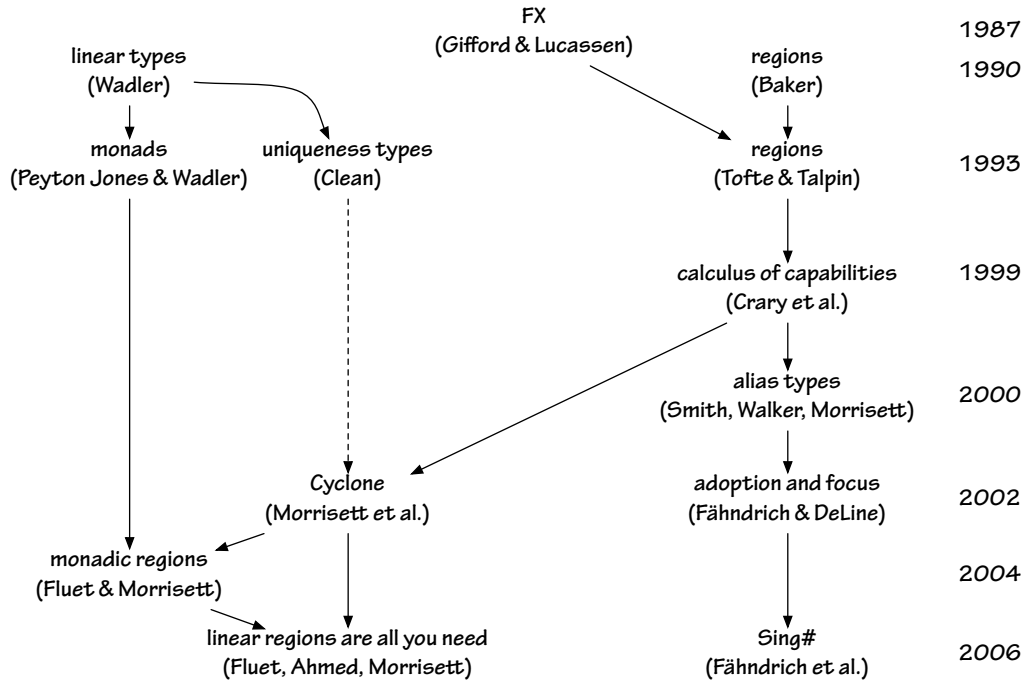 FX
(Gifford & Lucassen)
1987
linear types
(Wadler)
regions
(Baker)
1990
monads
(Peyton Jones & Wadler)
uniqueness types
(Clean)
regions
(Tofte & Talpin)
1993
calculus of capabilities
(Crary et al.)
1999
alias types
(Smith, Walker, Morrisett)
2000
Cyclone
(Morrisett et al.)
adoption and focus
(Fähndrich & DeLine)
2002
monadic regions
(Fluet & Morrisett)
2004
linear regions are all you need
(Fluet, Ahmed, Morrisett)
Sing#
(Fähndrich et al.)
2006